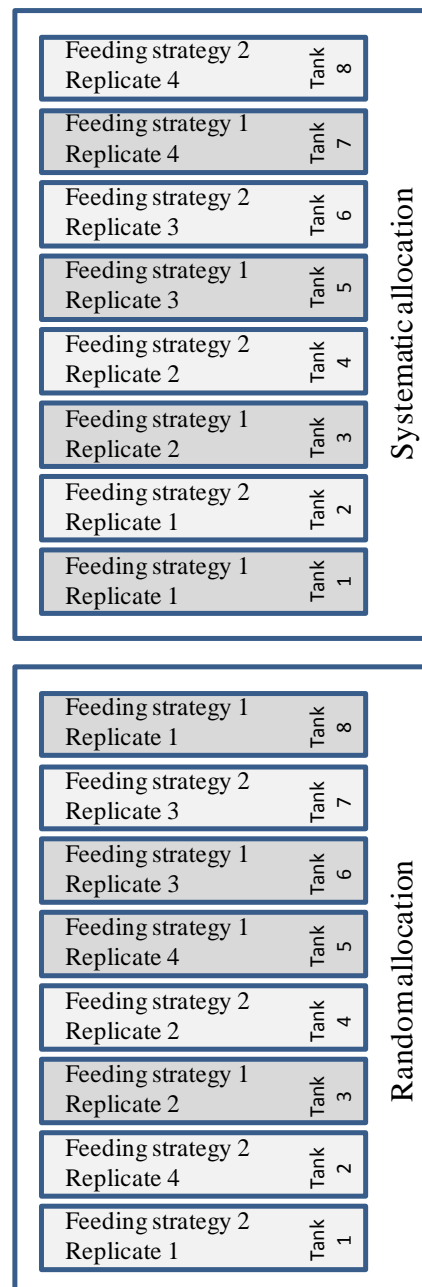 Feeding strategy 2
Replicate 4
Tank
8
Feeding strategy 1
Replicate 4
Tank
7
Feeding strategy 2
Replicate 3
Tank
6
Feeding strategy 1
Replicate 3
Tank
5
Feeding strategy 2
Replicate 2
Tank
4
Feeding strategy 1
Replicate 2
Tank
3
Feeding strategy 2
Replicate 1
Tank
2
Feeding strategy 1
Replicate 1
Tank
1
Systematic allocation
Feeding strategy 1
Replicate 1
Tank
8
Feeding strategy 2
Replicate 3
Tank
7
Feeding strategy 1
Replicate 3
Tank
6
Feeding strategy 1
Replicate 4
Tank
5
Feeding strategy 2
Replicate 2
Tank
4
Feeding strategy 1
Replicate 2
Tank
3
Feeding strategy 2
Replicate 4
Tank
2
Feeding strategy 2
Replicate 1
Tank
1
Random allocation